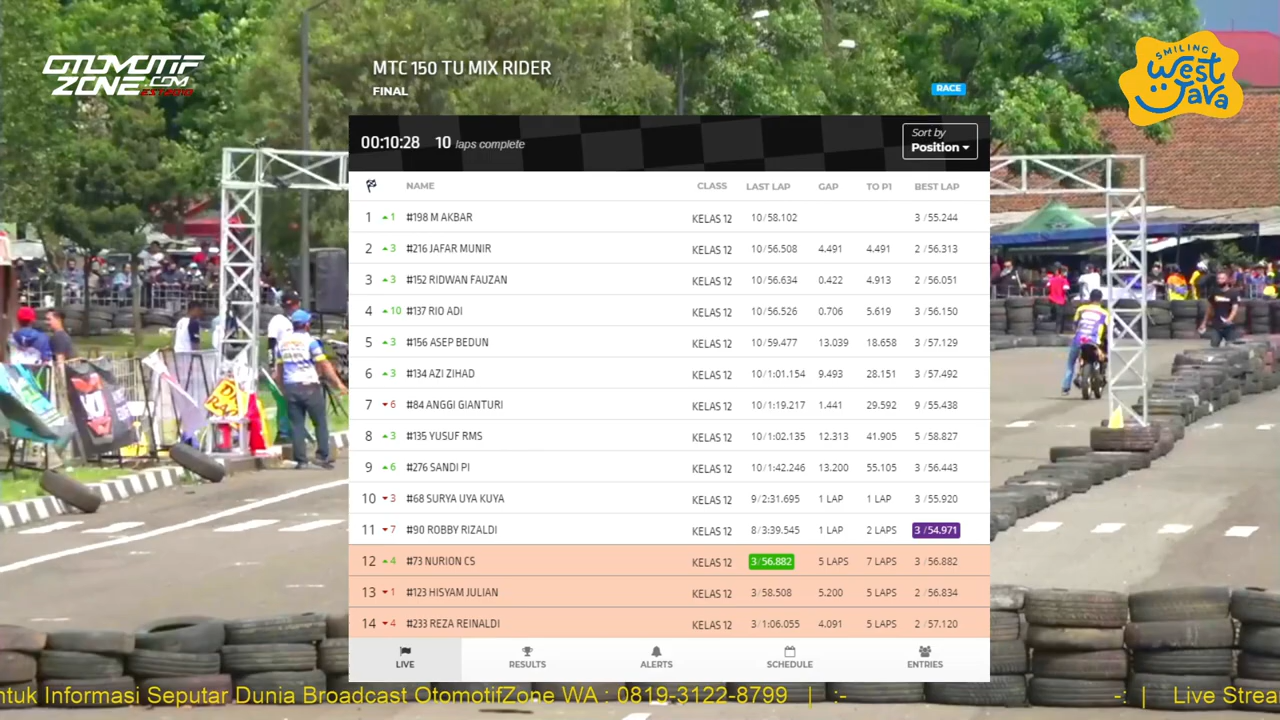 OTOMOTIF
ZONE.COM
SMILING
West
Java
MTC 150 TU MIX RIDER
FINAL
RACE
00:10:28 10 laps complete
Sort by
Position
NAME CLASS LAST LAP GAP TO P1 BEST LAP
1 1 #198 M AKBAR KELAS 12 10/58.102 3/55.244
2 3 #216 JAFAR MUNIR KELAS 12 10/56.508 4.491 4.491 2/56.313
3 3 #152 RIDWAN FAUZAN KELAS 12 10/56.634 0.422 4.913 2/56.051
4 10 #137 RIO ADI KELAS 12 10/56.526 0.706 5.619 3/56.150
5 3 #156 ASEP BEDUN KELAS 12 10/59.477 13.039 18.658 2/57.129
6 3 #134 AZI ZIHAD KELAS 12 10/1:01.154 9.493 28.151 3/57.492
7 6 #84 ANGGI GIANTURI KELAS 12 10/1:19.217 1.441 29.592 9/55.438
8 3 #135 YUSUF RMS KELAS 12 10/1:02.135 12.313 41.905 5/58.827
9 6 #276 SANDI PI KELAS 12 10/1:42.246 13.200 55.105 3/56.443
10 3 #68 SURYA UYA KUYA KELAS 12 9/2:31.695 1 LAP 1 LAP 3/55.920
11 7 #90 ROBBY RIZALDI KELAS 12 8/3:39.545 1 LAP 2 LAPS 3/54.971
12 4 #73 NURION CS KELAS 12 3/56.882 5 LAPS 7 LAPS 3/56.882
13 1 #123 HISYAM JULIAN KELAS 12 3/58.508 5.200 5 LAPS 2/56.834
14 4 #233 REZA REINALDI KELAS 12 3/1:06.055 4.091 5 LAPS 2/57.120
LIVE RESULTS ALERTS SCHEDULE ENTRIES
ntuk Informasi Seputar Dunia Broadcast OtomotifZone WA : 0819-3122-8799 | :- -: | Live Strea